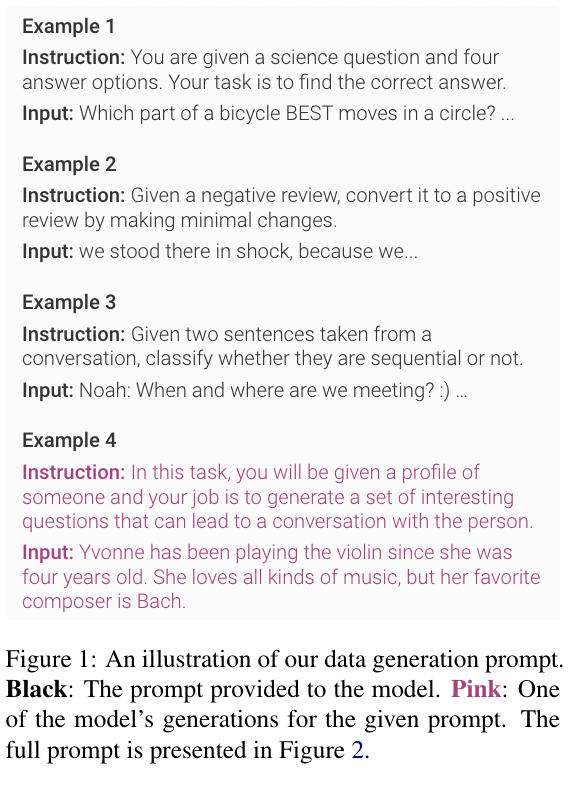 Example 1
Instruction: You are given a science question and four
answer options. Your task is to find the correct answer.
Input: Which part of a bicycle BEST moves in a circle? ...
Example 2
Instruction: Given a negative review, convert it to a positive
review by making minimal changes.
Input: we stood there in shock, because we...
Example 3
Instruction: Given two sentences taken from a
conversation, classify whether they are sequential or not.
Input: Noah: When and where are we meeting? :) ...
Example 4
Instruction: In this task, you will be given a profile of
someone and your job is to generate a set of interesting
questions that can lead to a conversation with the person.
Input: Yvonne has been playing the violin since she was
four years old. She loves all kinds of music, but her favorite
composer is Bach.
Figure 1: An illustration of our data generation prompt.
Black: The prompt provided to the model. Pink: One
of the model's generations for the given prompt. The
full prompt is presented in Figure 2.